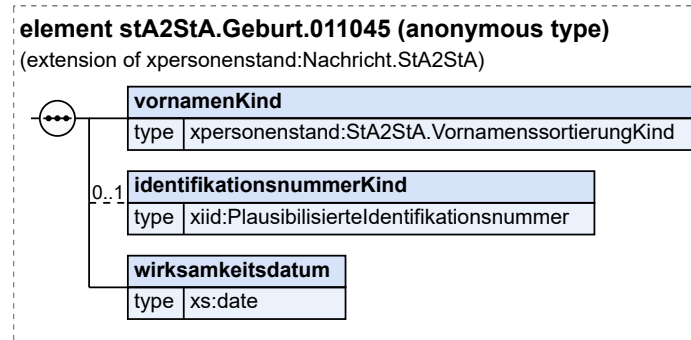 element stA2StA.Geburt.011045 (anonymous type)
(extension of xpersonenstand:Nachricht.StA2StA)
vornamenKind
type xpersonenstand:StA2StA.VornamenssortierungKind
0..1
identifikationsnummerKind
type xiid:PlausibilisierteIdentifikationsnummer
wirksamkeitsdatum
type xs:date